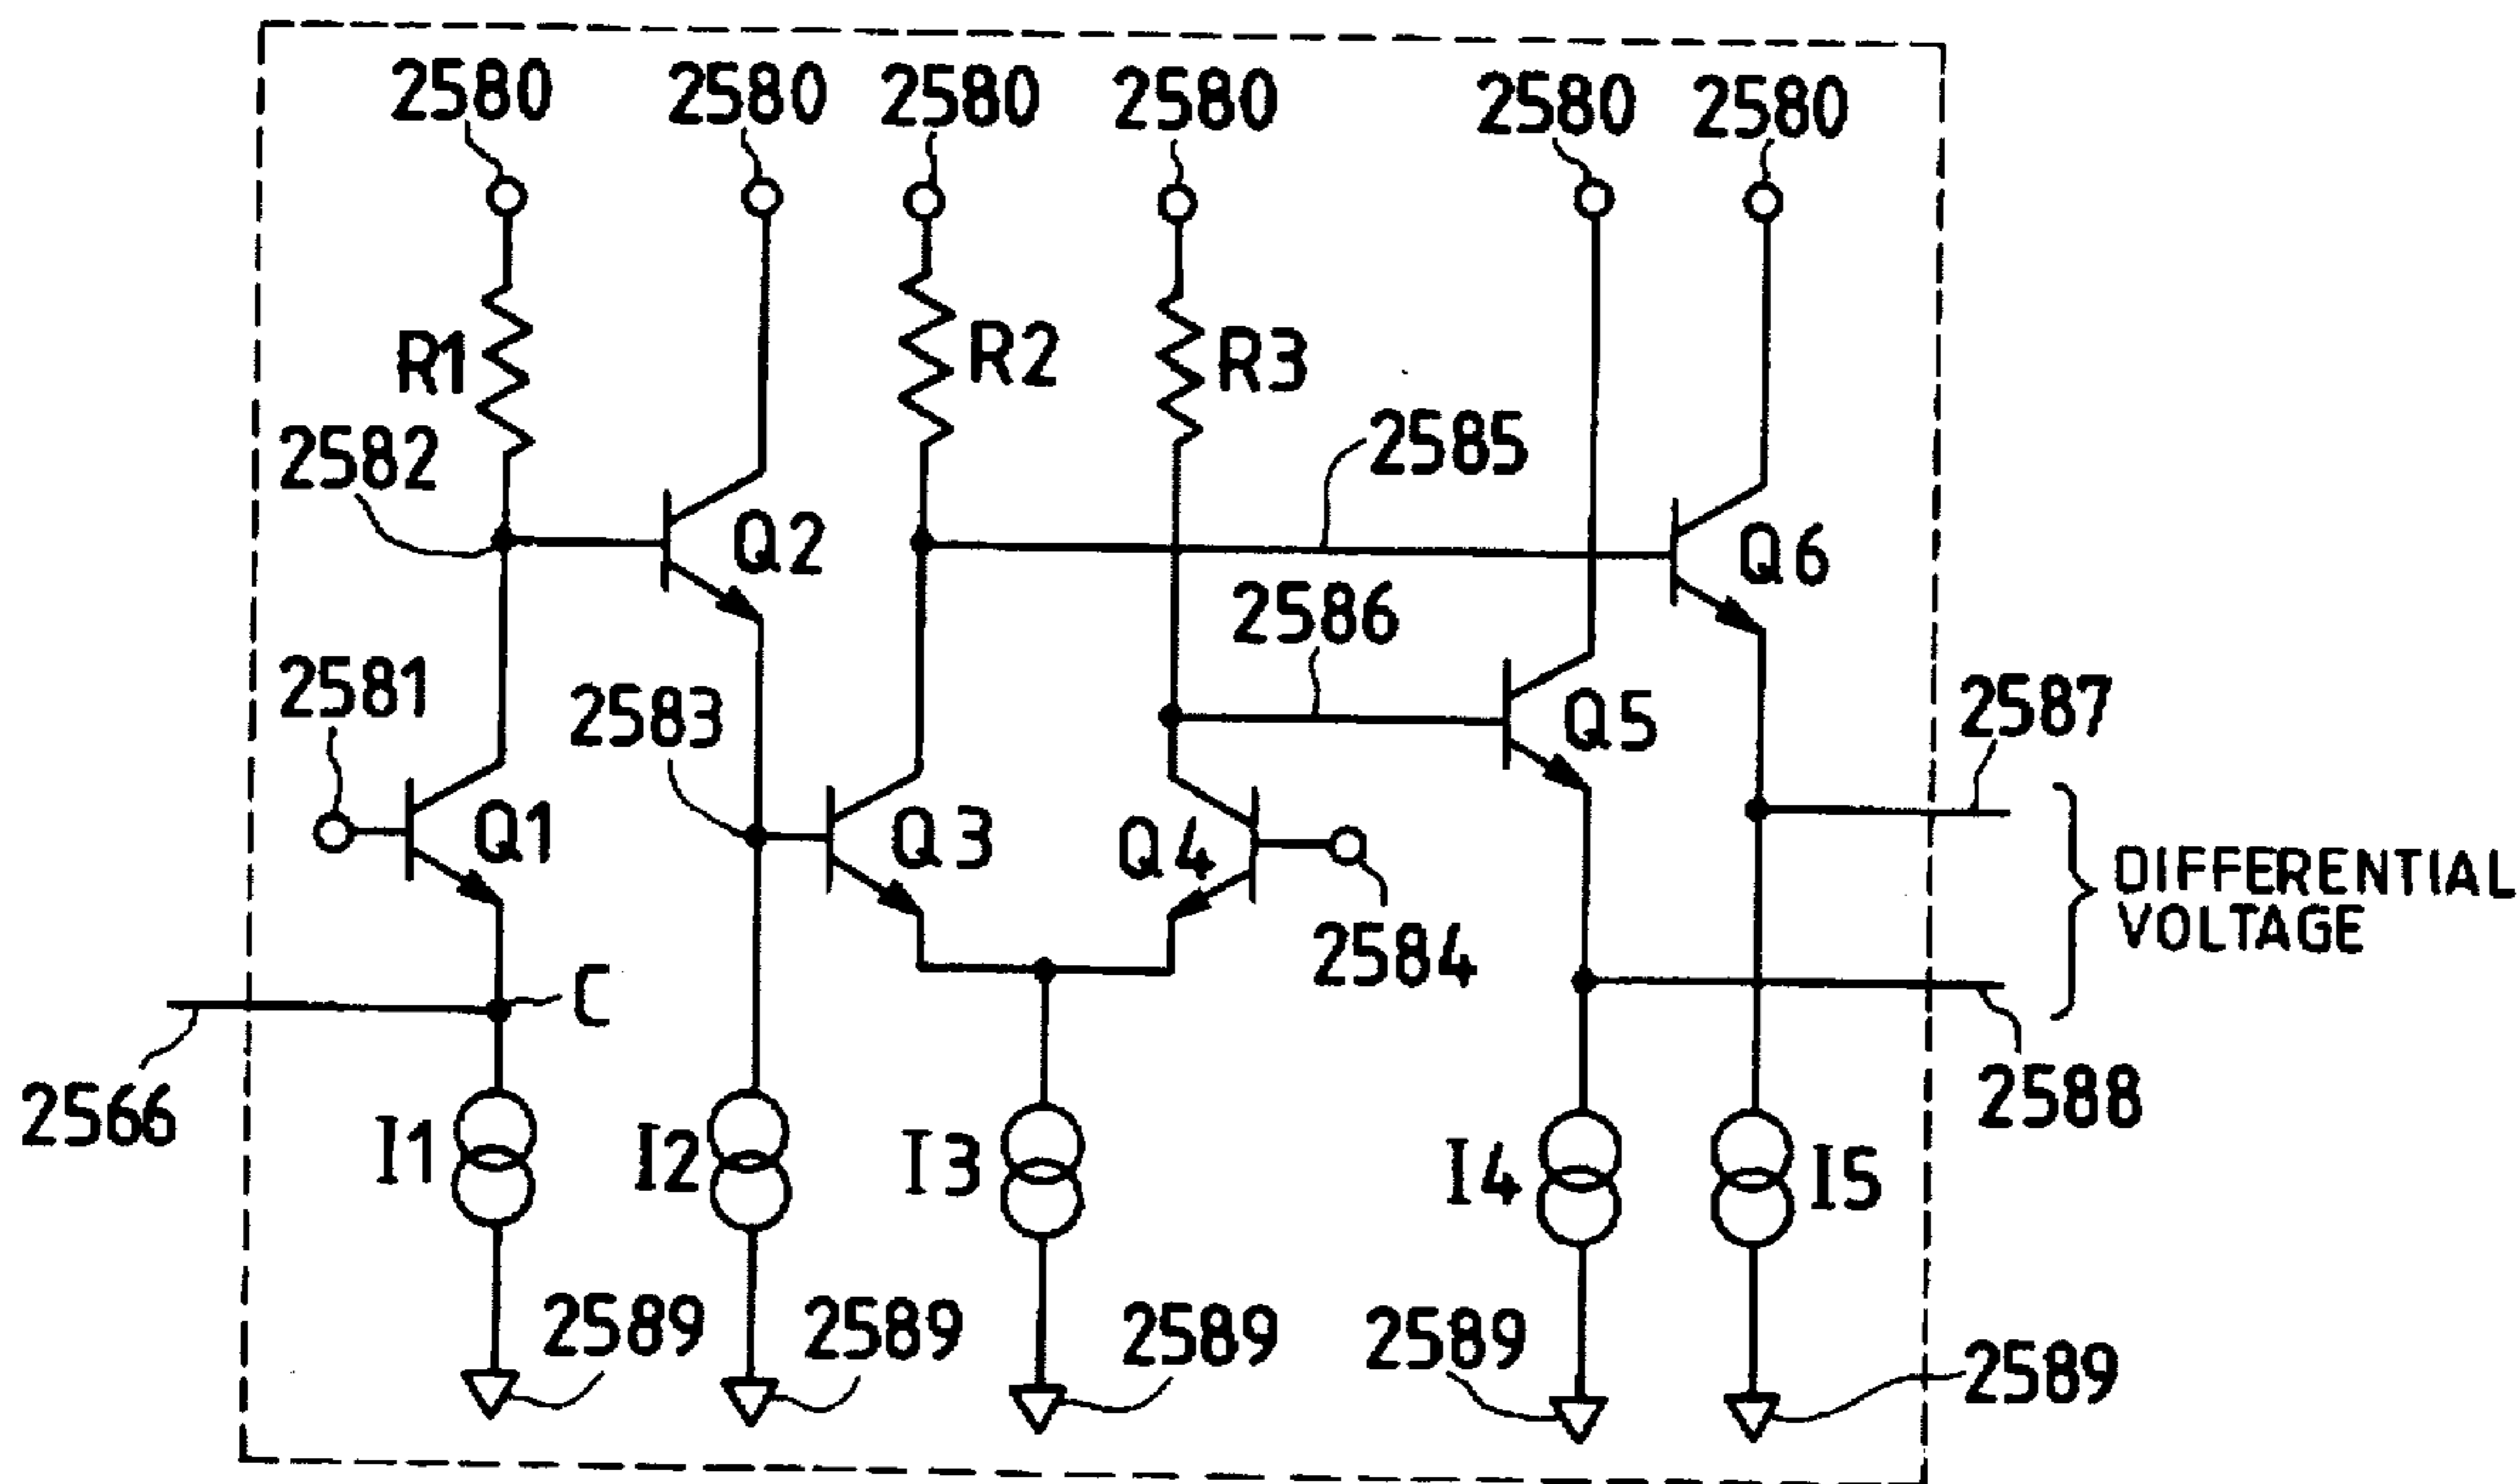 2580 2580 2580 2580 2580 2580
R1 R2 R3
2582 2585
Q2 Q6
2586
2581 2583 Q5 2587
Q1 Q3 Q4
DIFFERENTIAL
VOLTAGE
2584
C
2566 2588
I1 I2 I3 I4 I5
2589 2589 2589 2589 2589